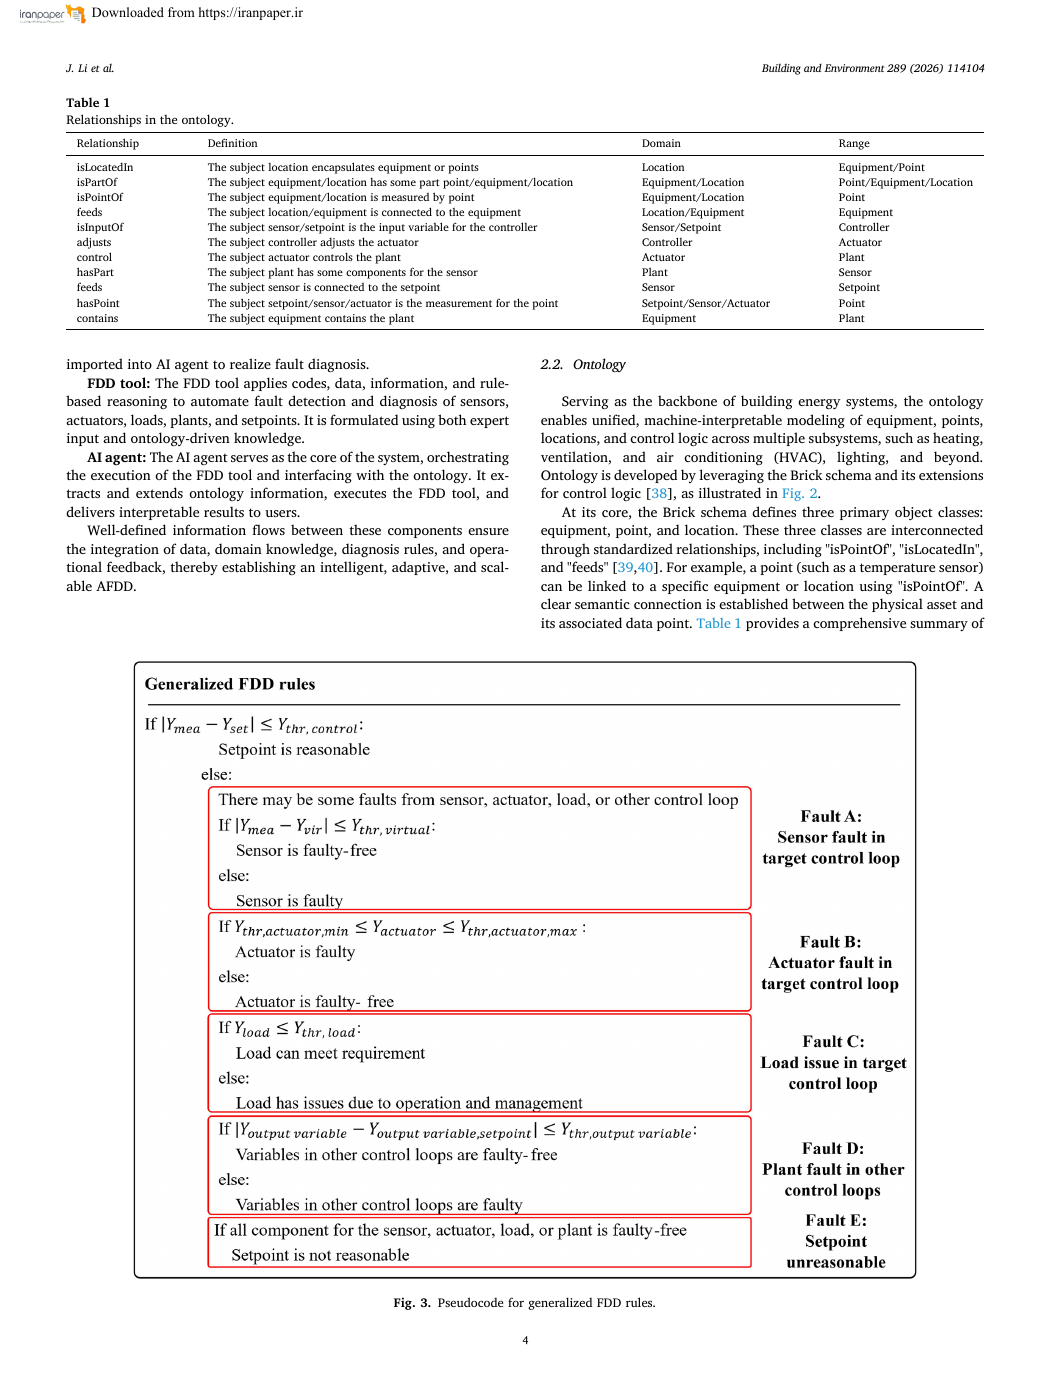 iranpaper Downloaded from https://iranpaper.ir
J. Li et al.
Building and Environment 289 (2026) 114104
Table 1
Relationships in the ontology.
Relationship Definition Domain Range
isLocatedIn The subject location encapsulates equipment or points Location Equipment/Point
isPartOf The subject equipment/location has some part point/equipment/location Equipment/Location Point/Equipment/Location
isPointOf The subject equipment/location is measured by point Equipment/Location Point
feeds The subject location/equipment is connected to the equipment Location/Equipment Equipment
isInputOf The subject sensor/setpoint is the input variable for the controller Sensor/Setpoint Controller
adjusts The subject controller adjusts the actuator Controller Actuator
control The subject actuator controls the plant Actuator Plant
hasPart The subject plant has some components for the sensor Plant Sensor
feeds The subject sensor is connected to the setpoint Sensor Setpoint
hasPoint The subject setpoint/sensor/actuator is the measurement for the point Setpoint/Sensor/Actuator Point
contains The subject equipment contains the plant Equipment Plant
imported into AI agent to realize fault diagnosis.
FDD tool: The FDD tool applies codes, data, information, and rule-
based reasoning to automate fault detection and diagnosis of sensors,
actuators, loads, plants, and setpoints. It is formulated using both expert
input and ontology-driven knowledge.
AI agent: The AI agent serves as the core of the system, orchestrating
the execution of the FDD tool and interfacing with the ontology. It ex-
tracts and extends ontology information, executes the FDD tool, and
delivers interpretable results to users.
Well-defined information flows between these components ensure
the integration of data, domain knowledge, diagnosis rules, and opera-
tional feedback, thereby establishing an intelligent, adaptive, and scal-
able AFDD.
2.2. Ontology
Serving as the backbone of building energy systems, the ontology
enables unified, machine-interpretable modeling of equipment, points,
locations, and control logic across multiple subsystems, such as heating,
ventilation, and air conditioning (HVAC), lighting, and beyond.
Ontology is developed by leveraging the Brick schema and its extensions
for control logic [38], as illustrated in Fig. 2.
At its core, the Brick schema defines three primary object classes:
equipment, point, and location. These three classes are interconnected
through standardized relationships, including "isPointOf", "isLocatedIn",
and "feeds" [39,40]. For example, a point (such as a temperature sensor)
can be linked to a specific equipment or location using "isPointOf". A
clear semantic connection is established between the physical asset and
its associated data point. Table 1 provides a comprehensive summary of
Generalized FDD rules
If |Y_mea − Y_set| ≤ Y_thr, control:
Setpoint is reasonable
else:
There may be some faults from sensor, actuator, load, or other control loop
If |Y_mea − Y_vir| ≤ Y_thr, virtual:
Sensor is faulty-free
else:
Sensor is faulty
Fault A:
Sensor fault in
target control loop
If Y_thr,actuator,min ≤ Y_actuator ≤ Y_thr,actuator,max :
Actuator is faulty
else:
Actuator is faulty- free
Fault B:
Actuator fault in
target control loop
If Y_load ≤ Y_thr, load:
Load can meet requirement
else:
Load has issues due to operation and management
Fault C:
Load issue in target
control loop
If |Y_output variable − Y_output variable,setpoint| ≤ Y_thr,output variable:
Variables in other control loops are faulty-free
else:
Variables in other control loops are faulty
Fault D:
Plant fault in other
control loops
If all component for the sensor, actuator, load, or plant is faulty-free
Setpoint is not reasonable
Fault E:
Setpoint
unreasonable
Fig. 3. Pseudocode for generalized FDD rules.
4